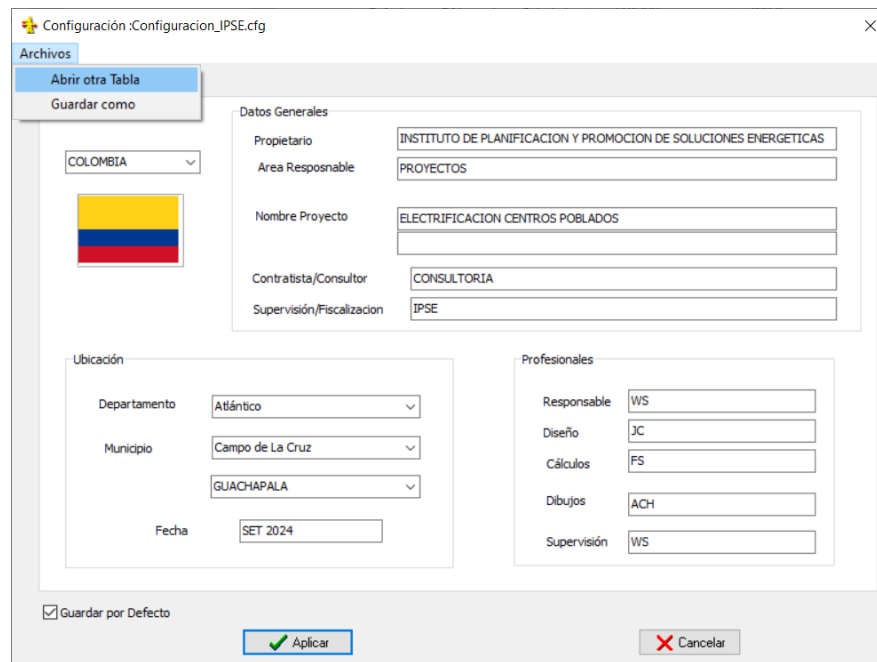 Configuración :Configuracion_IPSE.cfg
Archivos
Abrir otra Tabla
Guardar como
COLOMBIA
Datos Generales
Propietario INSTITUTO DE PLANIFICACION Y PROMOCION DE SOLUCIONES ENERGETICAS
Area Resposnable PROYECTOS
Nombre Proyecto ELECTRIFICACION CENTROS POBLADOS
Contratista/Consultor CONSULTORIA
Supervisión/Fiscalizacion IPSE
Ubicación
Departamento Atlántico
Municipio Campo de La Cruz
GUACHAPALA
Fecha SET 2024
Profesionales
Responsable WS
Diseño JC
Cálculos FS
Dibujos ACH
Supervisión WS
Guardar por Defecto
Aplicar
Cancelar